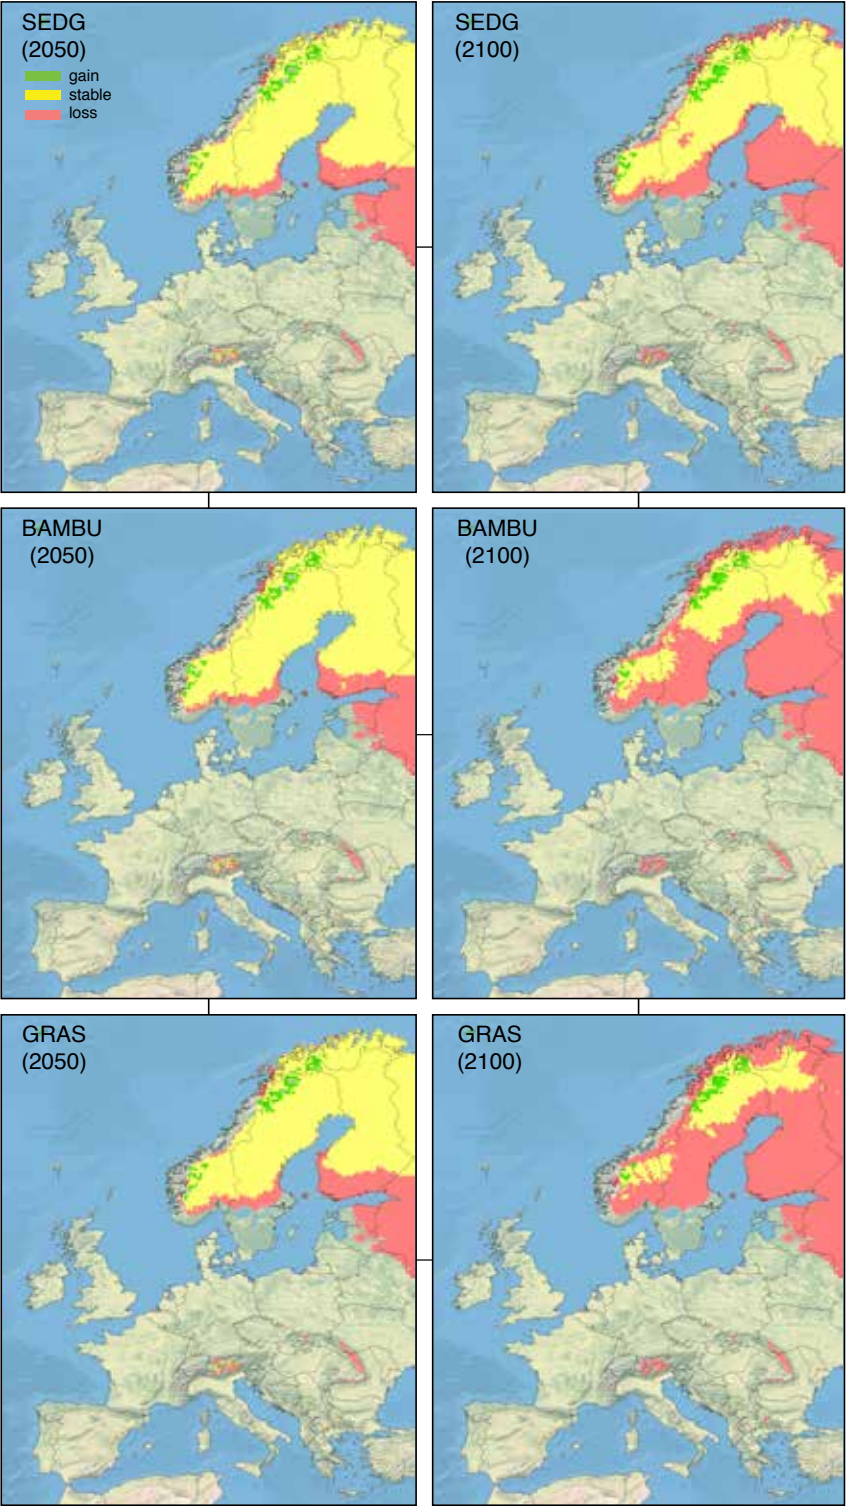 SEDG
(2050)
gain
stable
loss
SEDG
(2100)
BAMBU
(2050)
BAMBU
(2100)
GRAS
(2050)
GRAS
(2100)